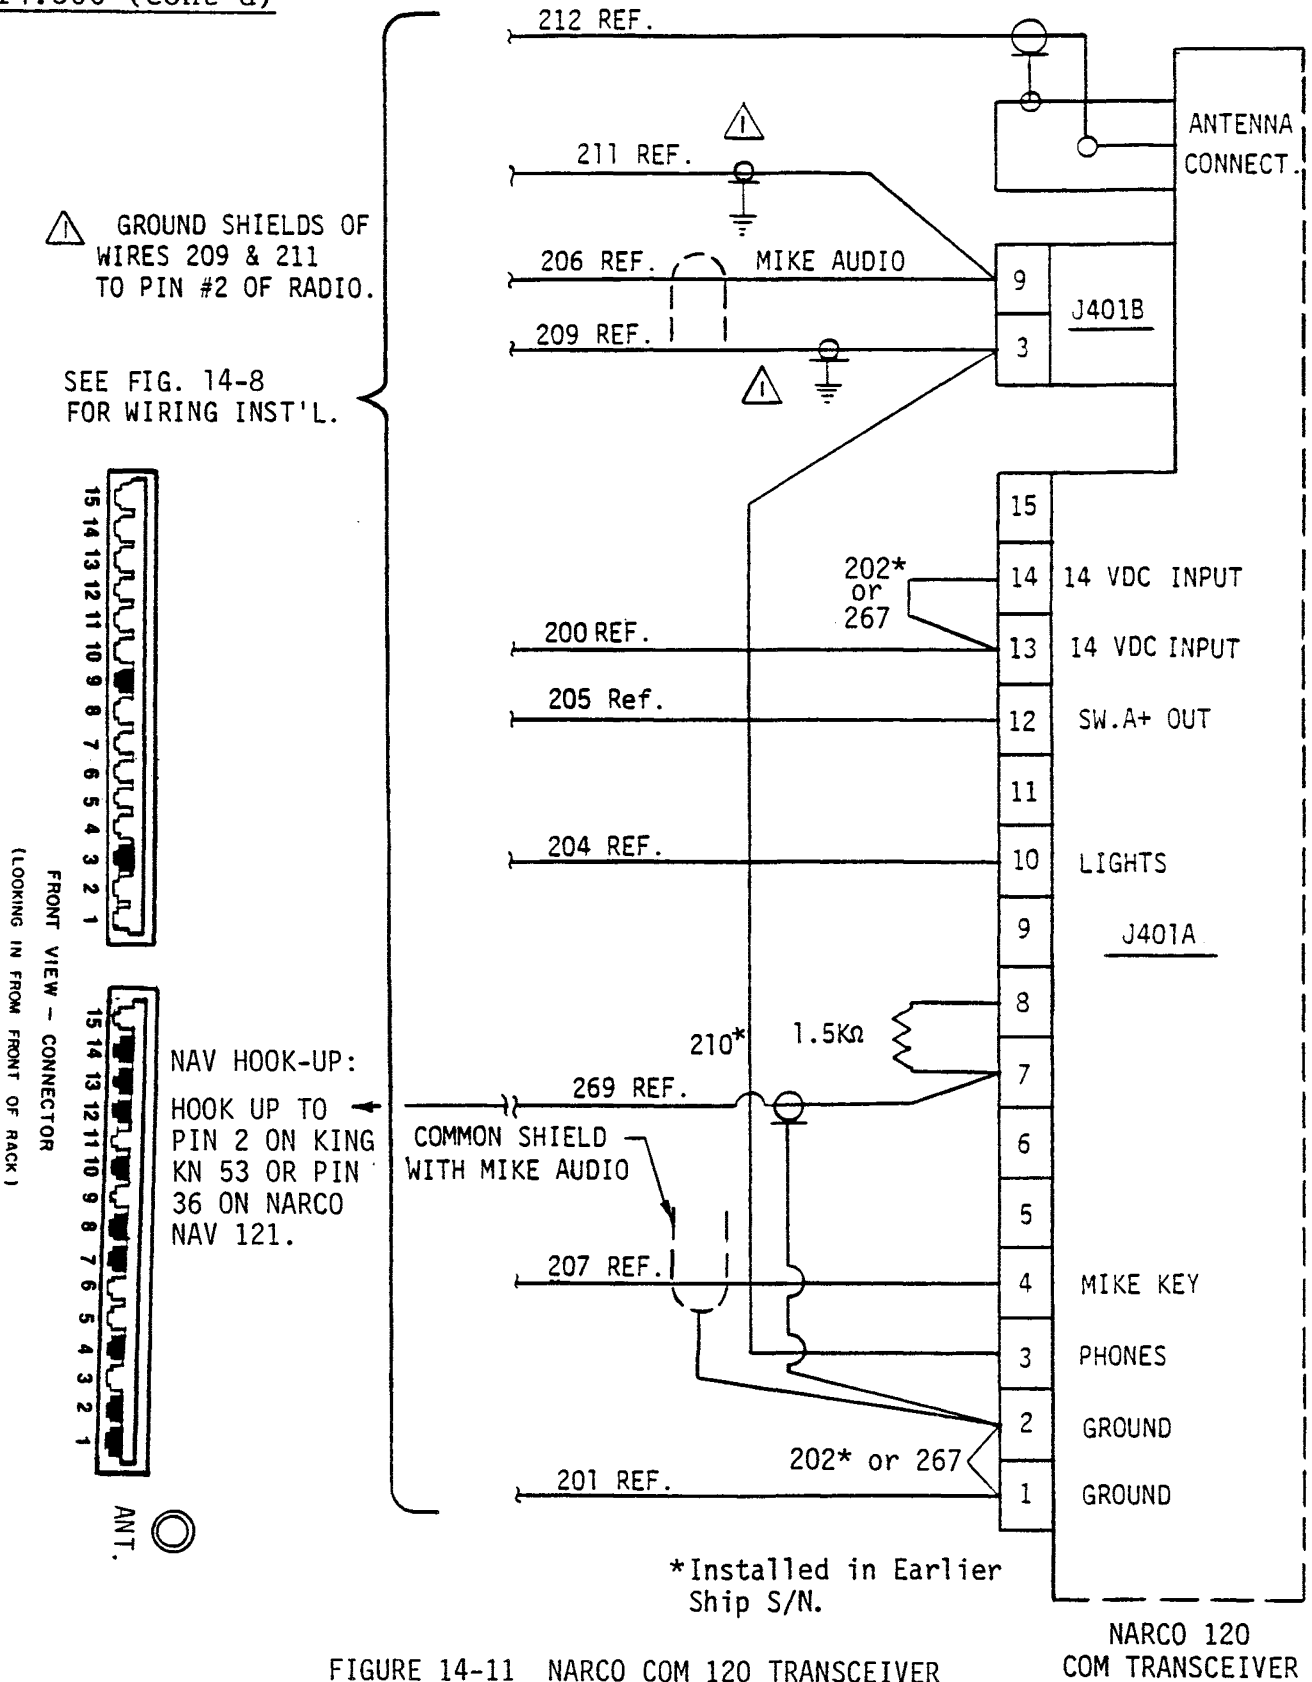 212 REF.
ANTENNA
CONNECT.
211 REF.
GROUND SHIELDS OF
WIRES 209 & 211
TO PIN #2 OF RADIO.
206 REF.
MIKE AUDIO
9
J401B
209 REF.
3
SEE FIG. 14-8
FOR WIRING INST'L.
15
202*
or
267
14
14 VDC INPUT
200 REF.
13
14 VDC INPUT
205 Ref.
12
SW.A+ OUT
11
204 REF.
10
LIGHTS
9
J401A
8
210*
1.5KΩ
7
269 REF.
6
COMMON SHIELD
WITH MIKE AUDIO
5
207 REF.
4
MIKE KEY
3
PHONES
2
GROUND
202* or 267
201 REF.
1
GROUND
15 14 13 12 11 10 9 8 7 6 5 4 3 2 1
FRONT VIEW - CONNECTOR
(LOOKING IN FROM FRONT OF RACK)
15 14 13 12 11 10 9 8 7 6 5 4 3 2 1
NAV HOOK-UP:
HOOK UP TO
PIN 2 ON KING
KN 53 OR PIN
36 ON NARCO
NAV 121.
ANT.
*Installed in Earlier
Ship S/N.
NARCO 120
COM TRANSCEIVER
FIGURE 14-11 NARCO COM 120 TRANSCEIVER